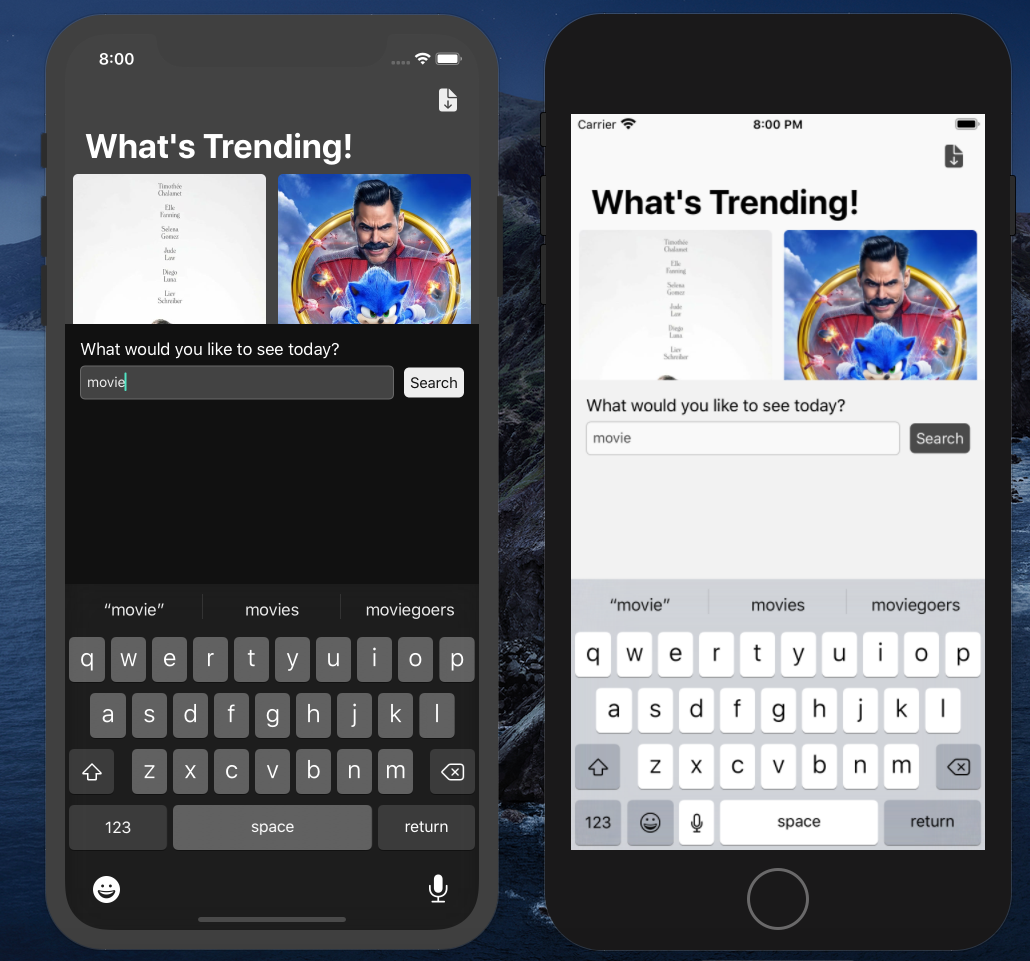 8:00
What's Trending!
Timothée
Chalamet
Elle
Fanning
Selena
Gomez
Jude
Law
Diego
Luna
Liev
Schreiber
What would you like to see today?
movie
Search
“movie” movies moviegoers
q w e r t y u i o p
a s d f g h j k l
z x c v b n m
123 space return
Carrier 8:00 PM
What's Trending!
Timothée
Chalamet
Elle
Fanning
Selena
Gomez
Jude
Law
Diego
Luna
Liev
Schreiber
What would you like to see today?
movie
Search
“movie” movies moviegoers
q w e r t y u i o p
a s d f g h j k l
z x c v b n m
123 space return